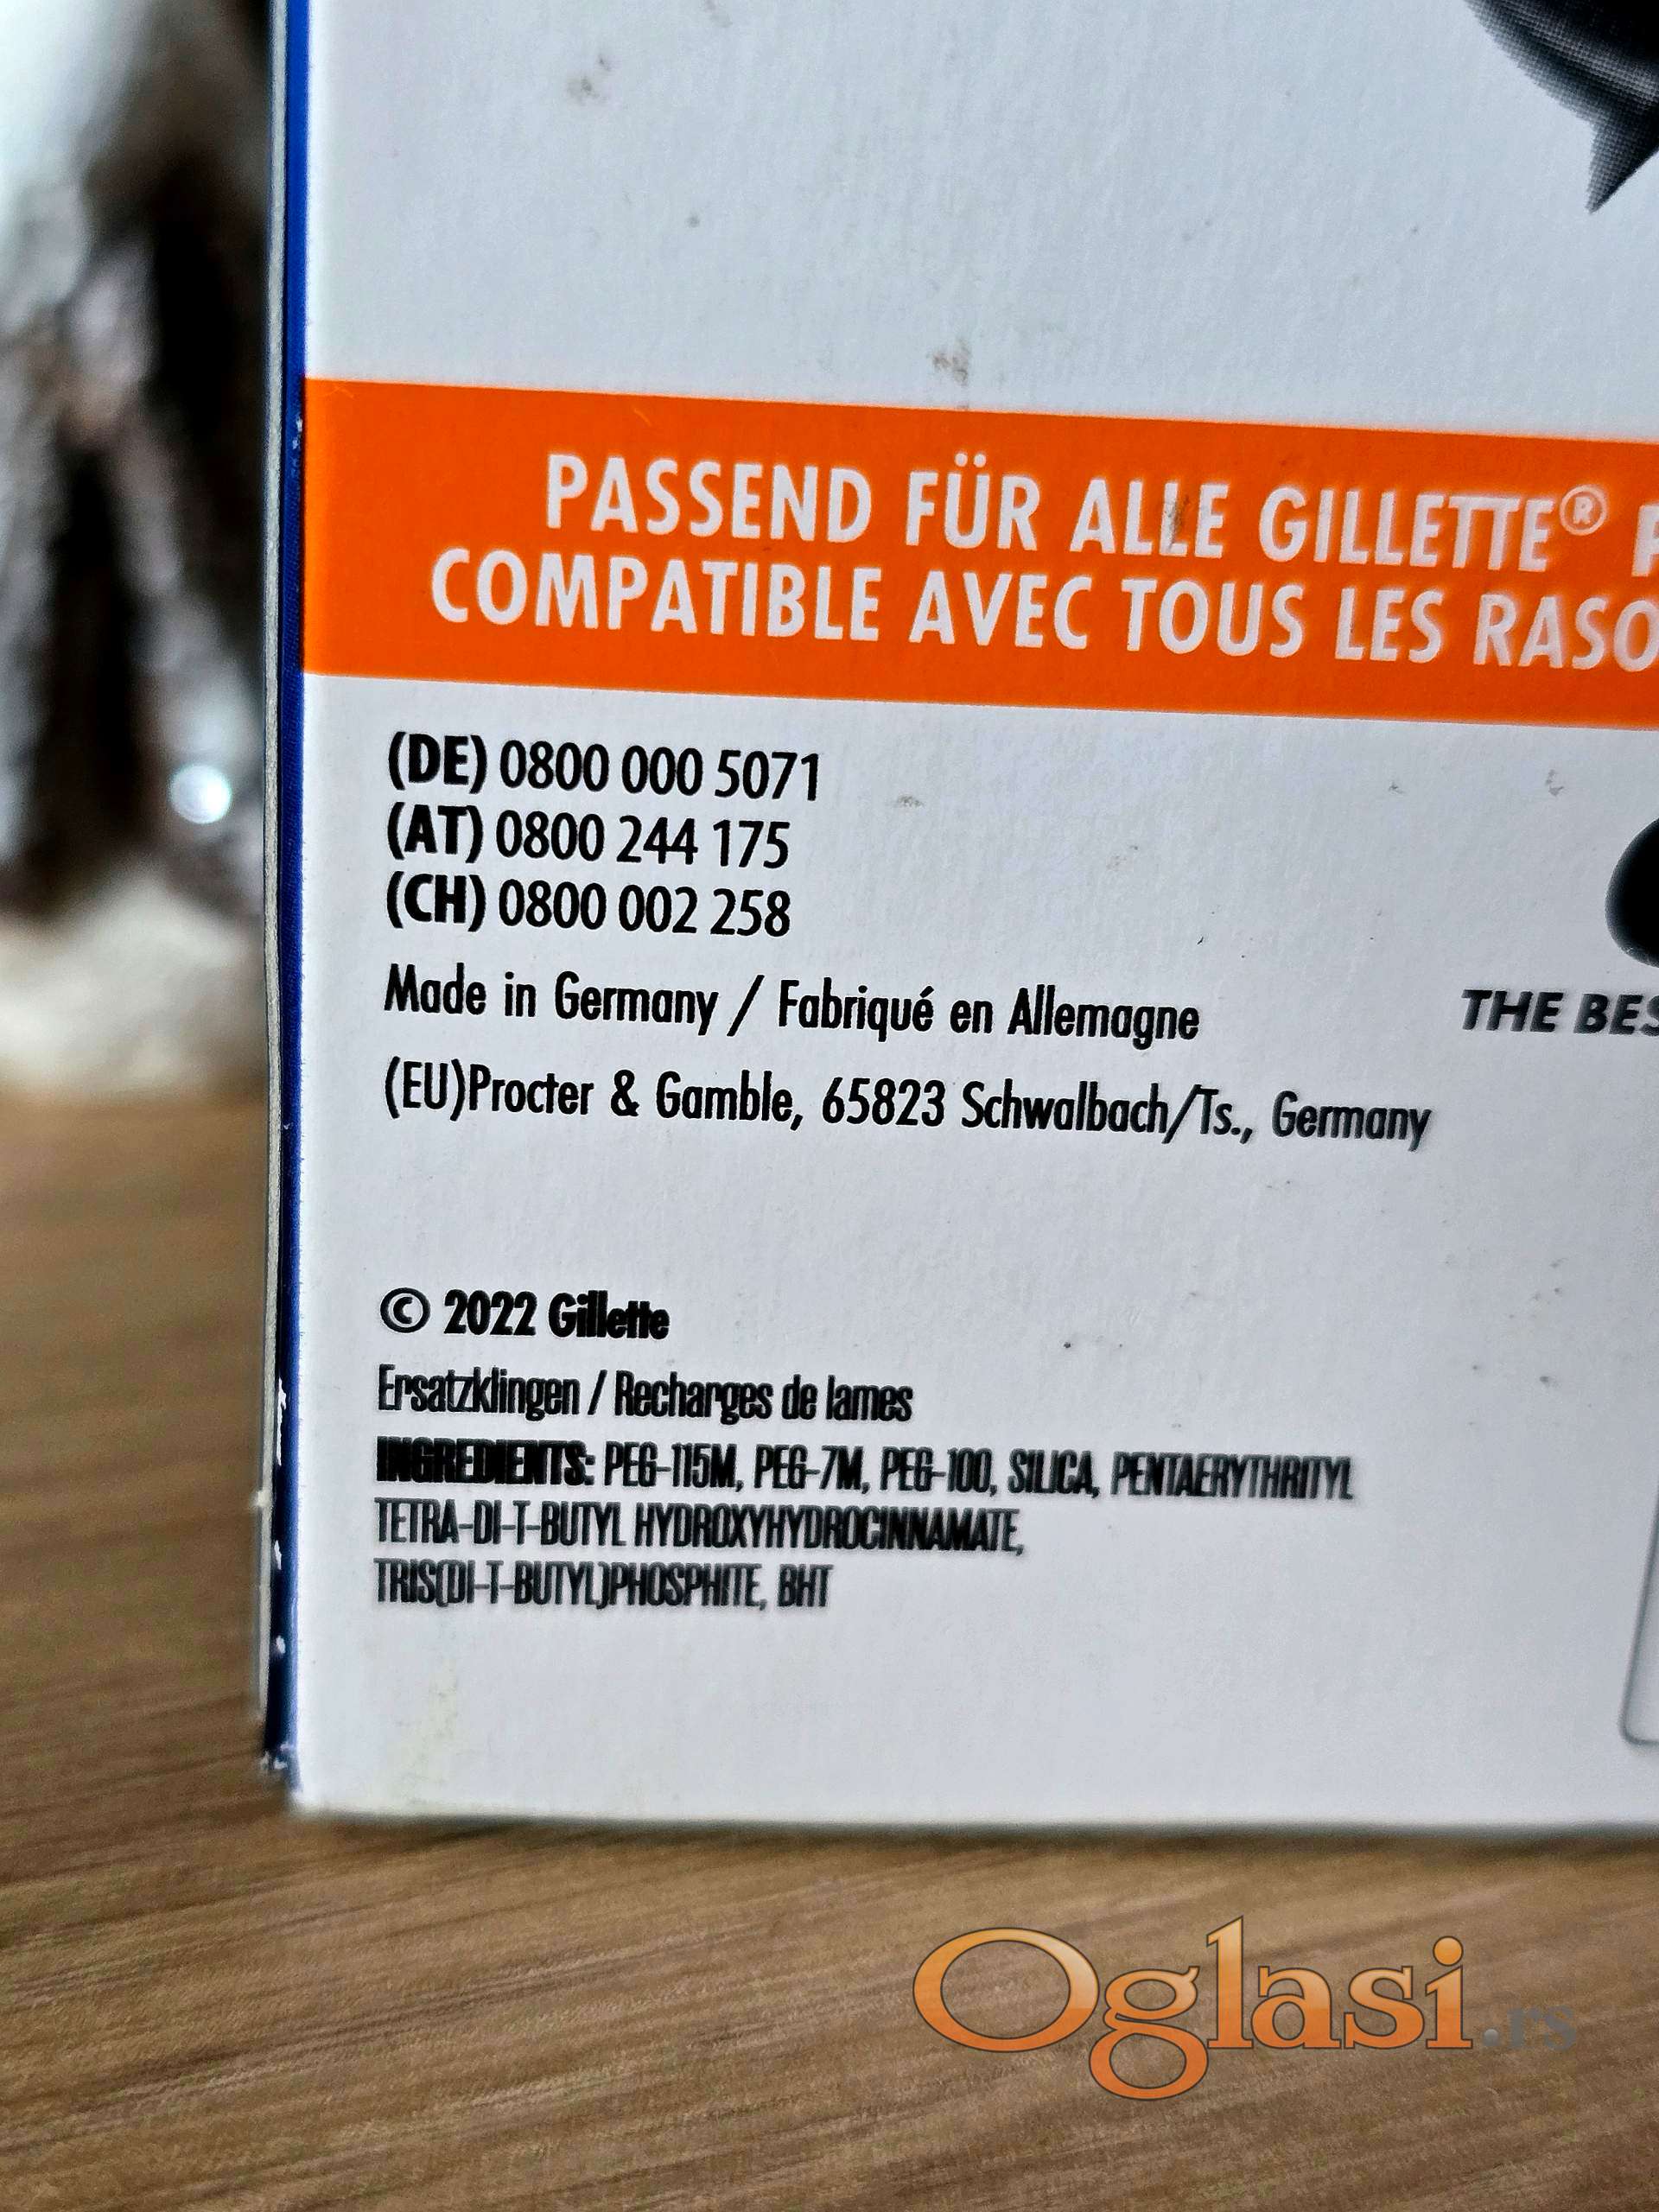 PASSEND FÜR ALLE GILLETTE®
COMPATIBLE AVEC TOUS LES
(DE) 0800 000 5071
(AT) 0800 244 175
(CH) 0800 002 258
Made in Germany / Fabriqué en Allemagne
THE
(EU)Procter & Gamble, 65823 Schwalbach/Ts., Germany
© 2022 Gillette
Ersatzklingen / Recharges de lames
INGREDIENTS: PEG-115M, PEG-7M, PEG-100, SILICA, PENTAERYTHRITYL
TETRA-DI-T-BUTYL HYDROXYHYDROCINNAMATE,
TRIS(DI-T-BUTYL)PHOSPHITE, BHT
Oglasi.rs